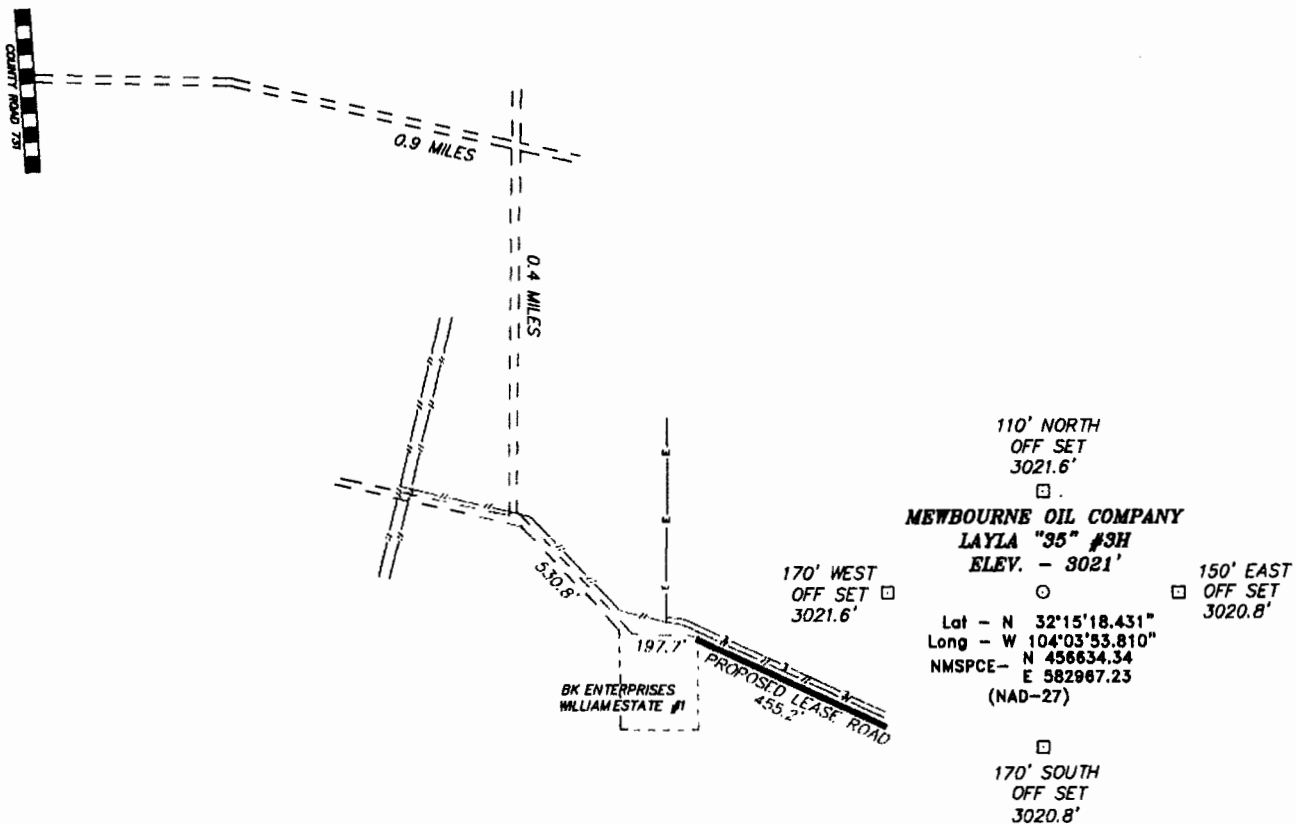 COUNTY ROAD 731
0.9 MILES
0.4 MILES
530.8'
197.7'
BK ENTERPRISES
WILLIAM ESTATE #1
PROPOSED LEASE ROAD
455.2'
110' NORTH
OFF SET
3021.6'
MEWBOURNE OIL COMPANY
LAYLA "35" #3H
ELEV. - 3021'
170' WEST
OFF SET
3021.6'
150' EAST
OFF SET
3020.8'
Lat - N 32°15'18.431"
Long - W 104°03'53.810"
NMSPCE- N 456634.34
E 582967.23
(NAD-27)
170' SOUTH
OFF SET
3020.8'
E
E